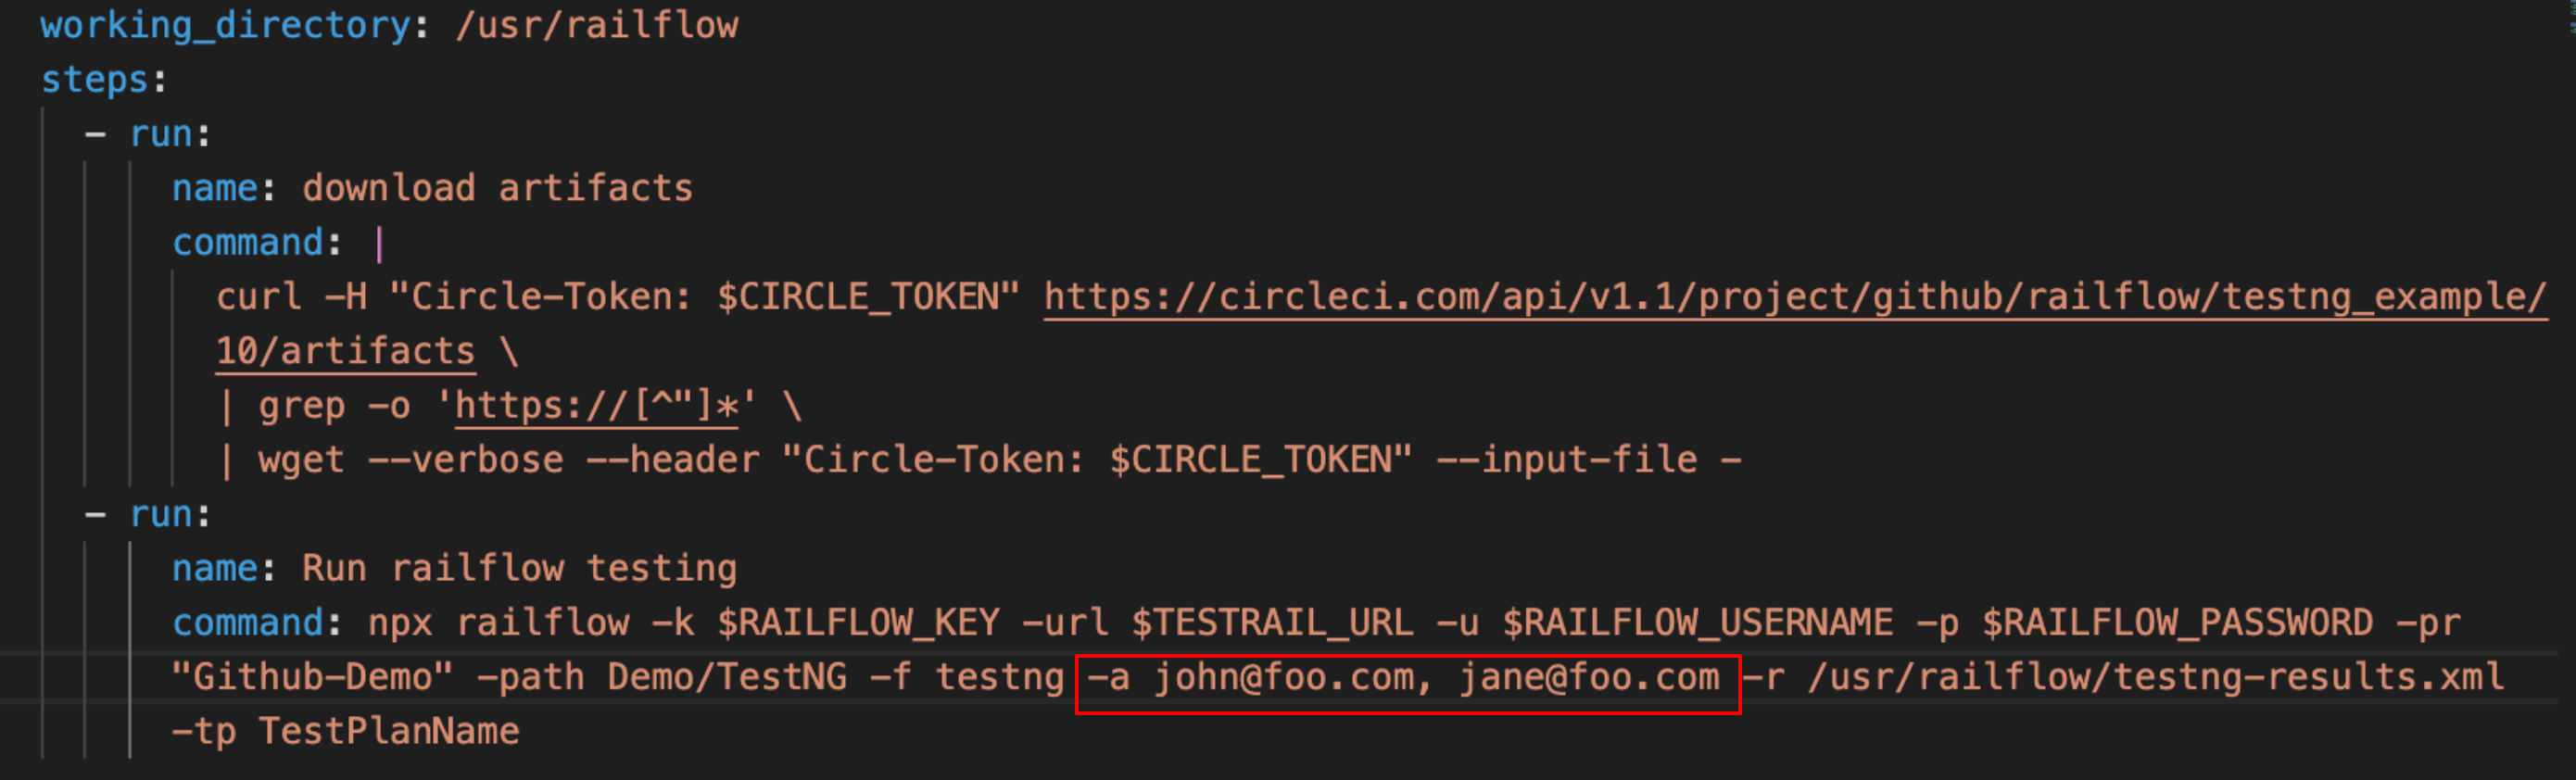 working_directory: /usr/railflow
steps:
- run:
name: download artifacts
command: |
curl -H "Circle-Token: $CIRCLE_TOKEN" https://circleci.com/api/v1.1/project/github/railflow/testng_example/
10/artifacts \
| grep -o 'https://[^"]*' \
| wget --verbose --header "Circle-Token: $CIRCLE_TOKEN" --input-file -
- run:
name: Run railflow testing
command: npx railflow -k $RAILFLOW_KEY -url $TESTRAIL_URL -u $RAILFLOW_USERNAME -p $RAILFLOW_PASSWORD -pr
"Github-Demo" -path Demo/TestNG -f testng -a john@foo.com, jane@foo.com -r /usr/railflow/testng-results.xml
-tp TestPlanName